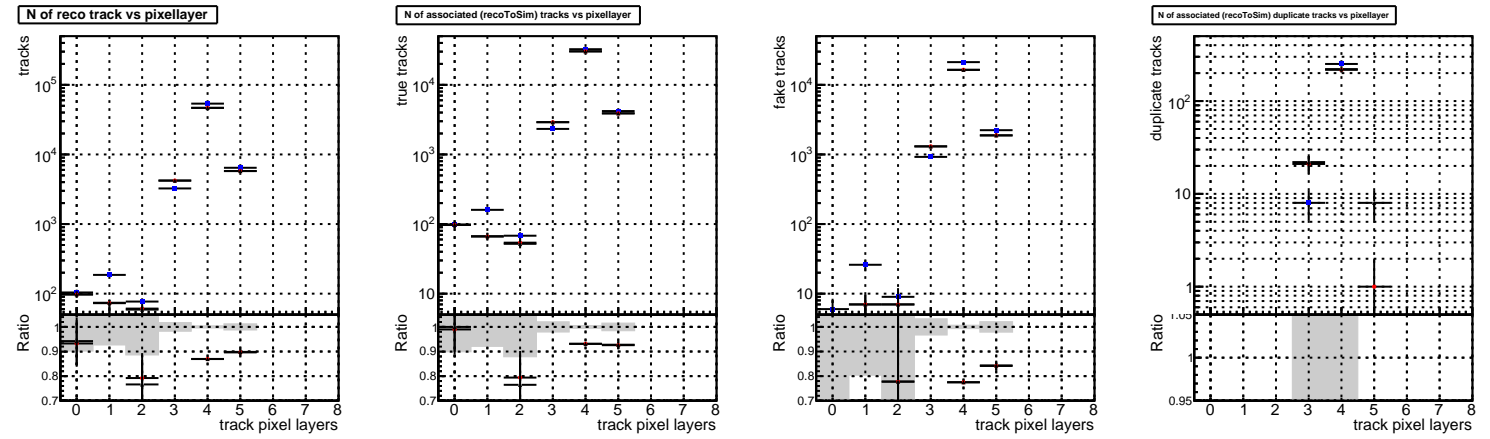 N of reco track vs pixellayer
tracks
10^5
10^4
10^3
10^2
Ratio
1
0.9
0.8
0.7
0 1 2 3 4 5 6 7 8
track pixel layers
N of associated (recoToSim) tracks vs pixellayer
true tracks
10^4
10^3
10^2
10
Ratio
1
0.9
0.8
0.7
0 1 2 3 4 5 6 7 8
track pixel layers
fake tracks
10^4
10^3
10^2
10
Ratio
1
0.9
0.8
0.7
0 1 2 3 4 5 6 7 8
track pixel layers
N of associated (recoToSim) duplicate tracks vs pixellayer
duplicate tracks
10^2
10
1
Ratio
1.05
1
0.95
0 1 2 3 4 5 6 7 8
track pixel layers